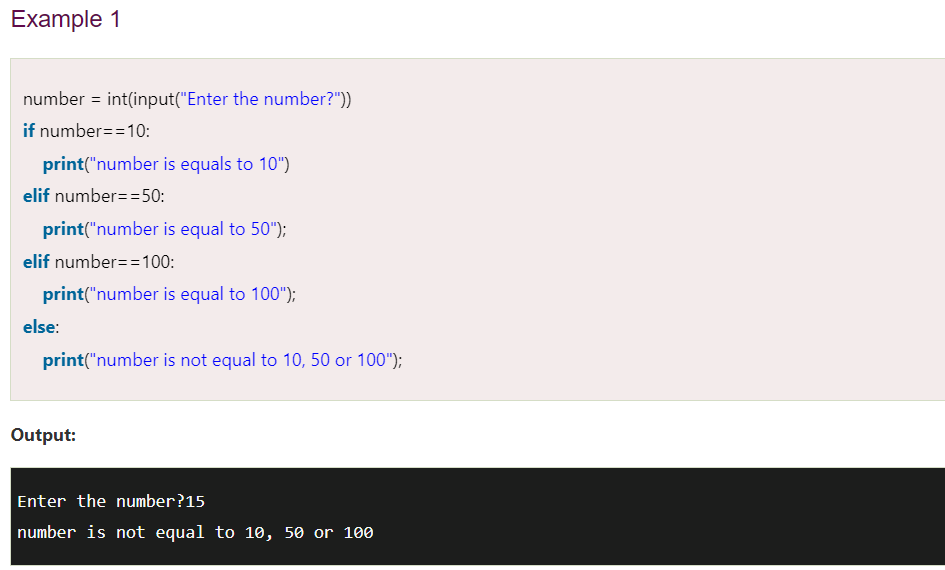 Example 1
number = int(input("Enter the number?"))
if number==10:
print("number is equals to 10")
elif number==50:
print("number is equal to 50");
elif number==100:
print("number is equal to 100");
else:
print("number is not equal to 10, 50 or 100");
Output:
Enter the number?15
number is not equal to 10, 50 or 100